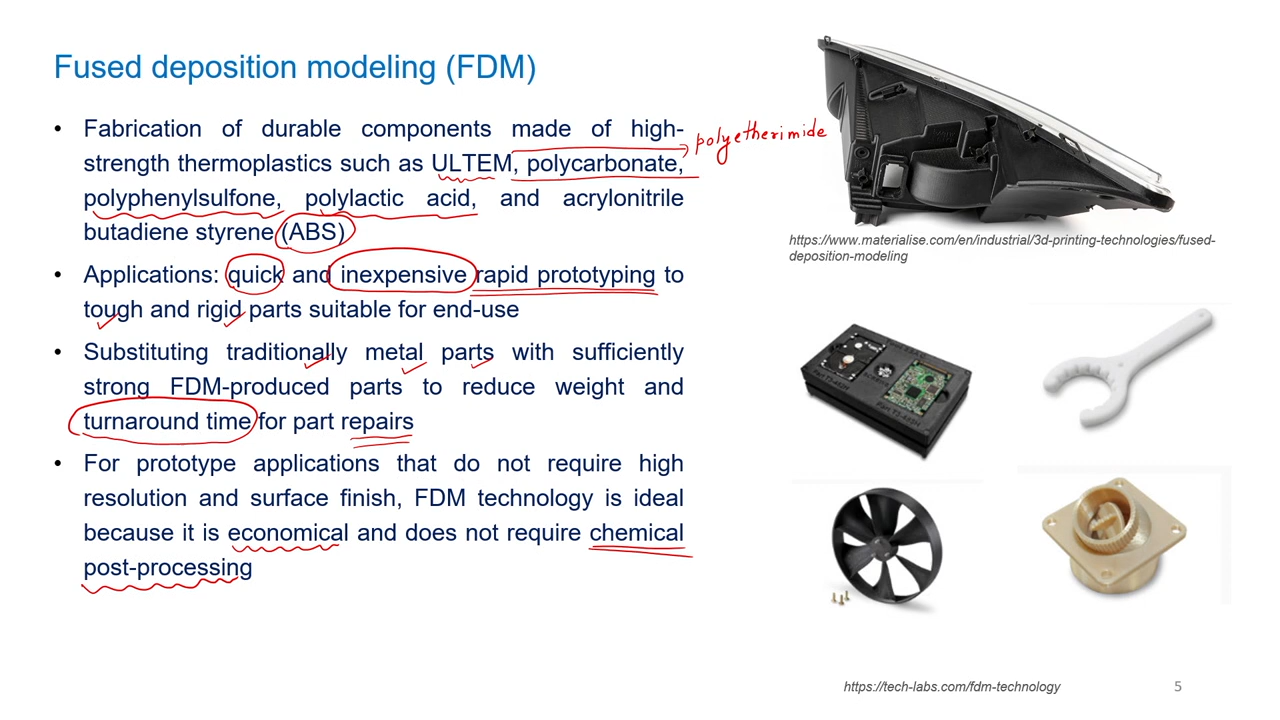 Fused deposition modeling (FDM)
• Fabrication of durable components made of high-
strength thermoplastics such as ULTEM, polycarbonate,
polyphenylsulfone, polylactic acid, and acrylonitrile
butadiene styrene (ABS)
polyetherimide
• Applications: quick and inexpensive rapid prototyping to
tough and rigid parts suitable for end-use
• Substituting traditionally metal parts with sufficiently
strong FDM-produced parts to reduce weight and
turnaround time for part repairs
• For prototype applications that do not require high
resolution and surface finish, FDM technology is ideal
because it is economical and does not require chemical
post-processing
https://www.materialise.com/en/industrial/3d-printing-technologies/fused-
deposition-modeling
https://tech-labs.com/fdm-technology
5